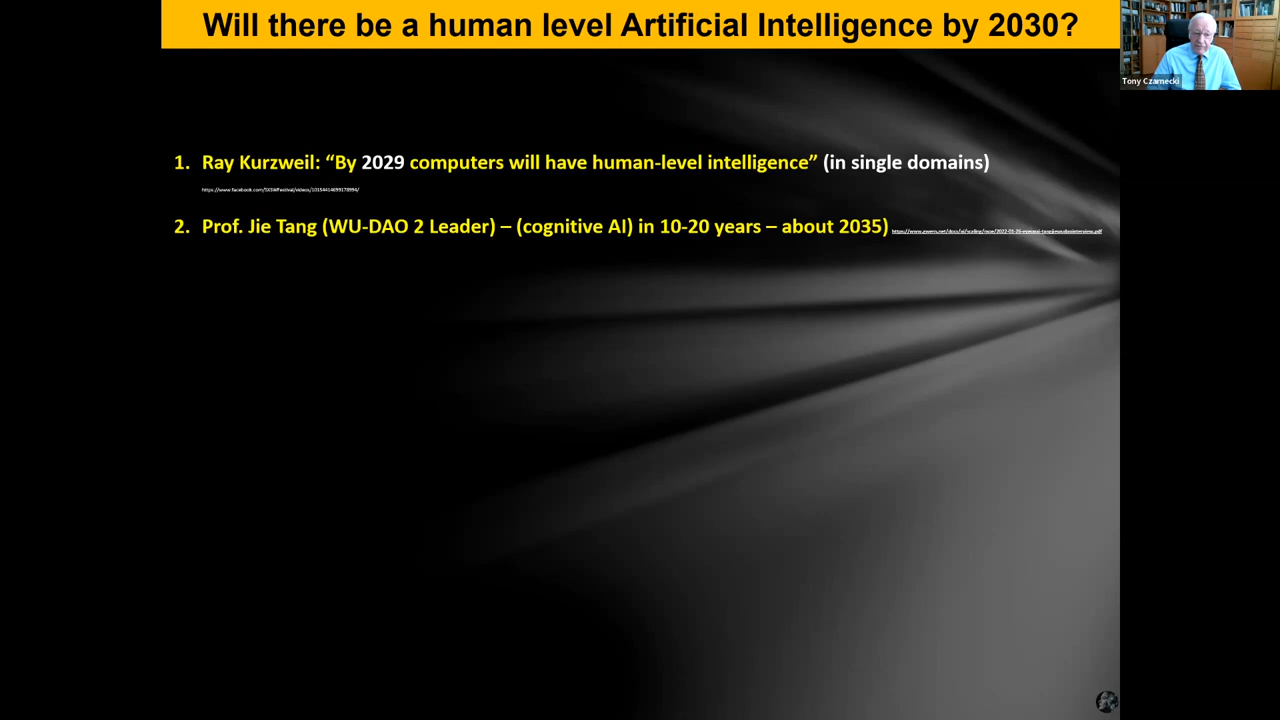 Will there be a human level Artificial Intelligence by 2030?
Tony Czarnecki
1. Ray Kurzweil: “By 2029 computers will have human-level intelligence” (in single domains)
2. Prof. Jie Tang (WU-DAO 2 Leader) – (cognitive AI) in 10-20 years – about 2035)